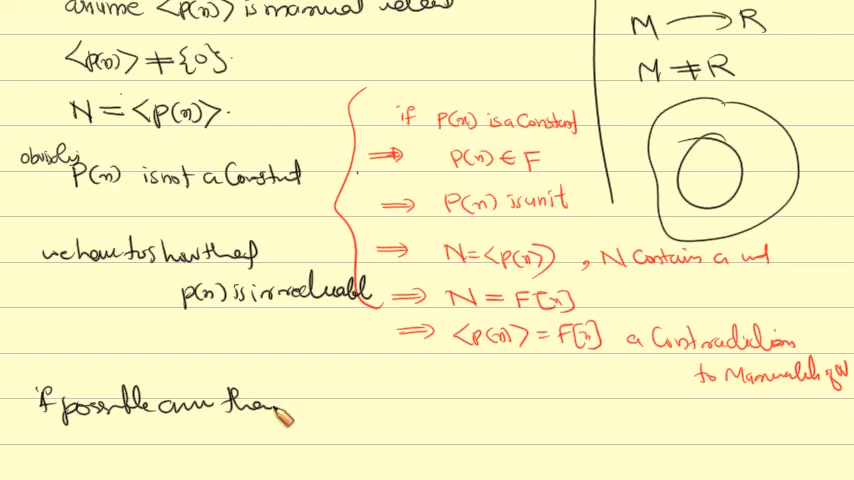 assume <p(x)> is maximal ideal
<p(x)> ≠ {0}.
N = <p(x)>.
obviously
P(x) is not a Constant
we have to show that
p(x) is irreducible
if possible assume that
if P(x) is a Constant
⇒ P(x) ∈ F
⇒ P(x) is unit
⇒ N = <p(x)> , N Contains a unit
⇒ N = F[x]
⇒ <p(x)> = F[x] a Contradiction
to Maximality of N
M → R
M ≠ R